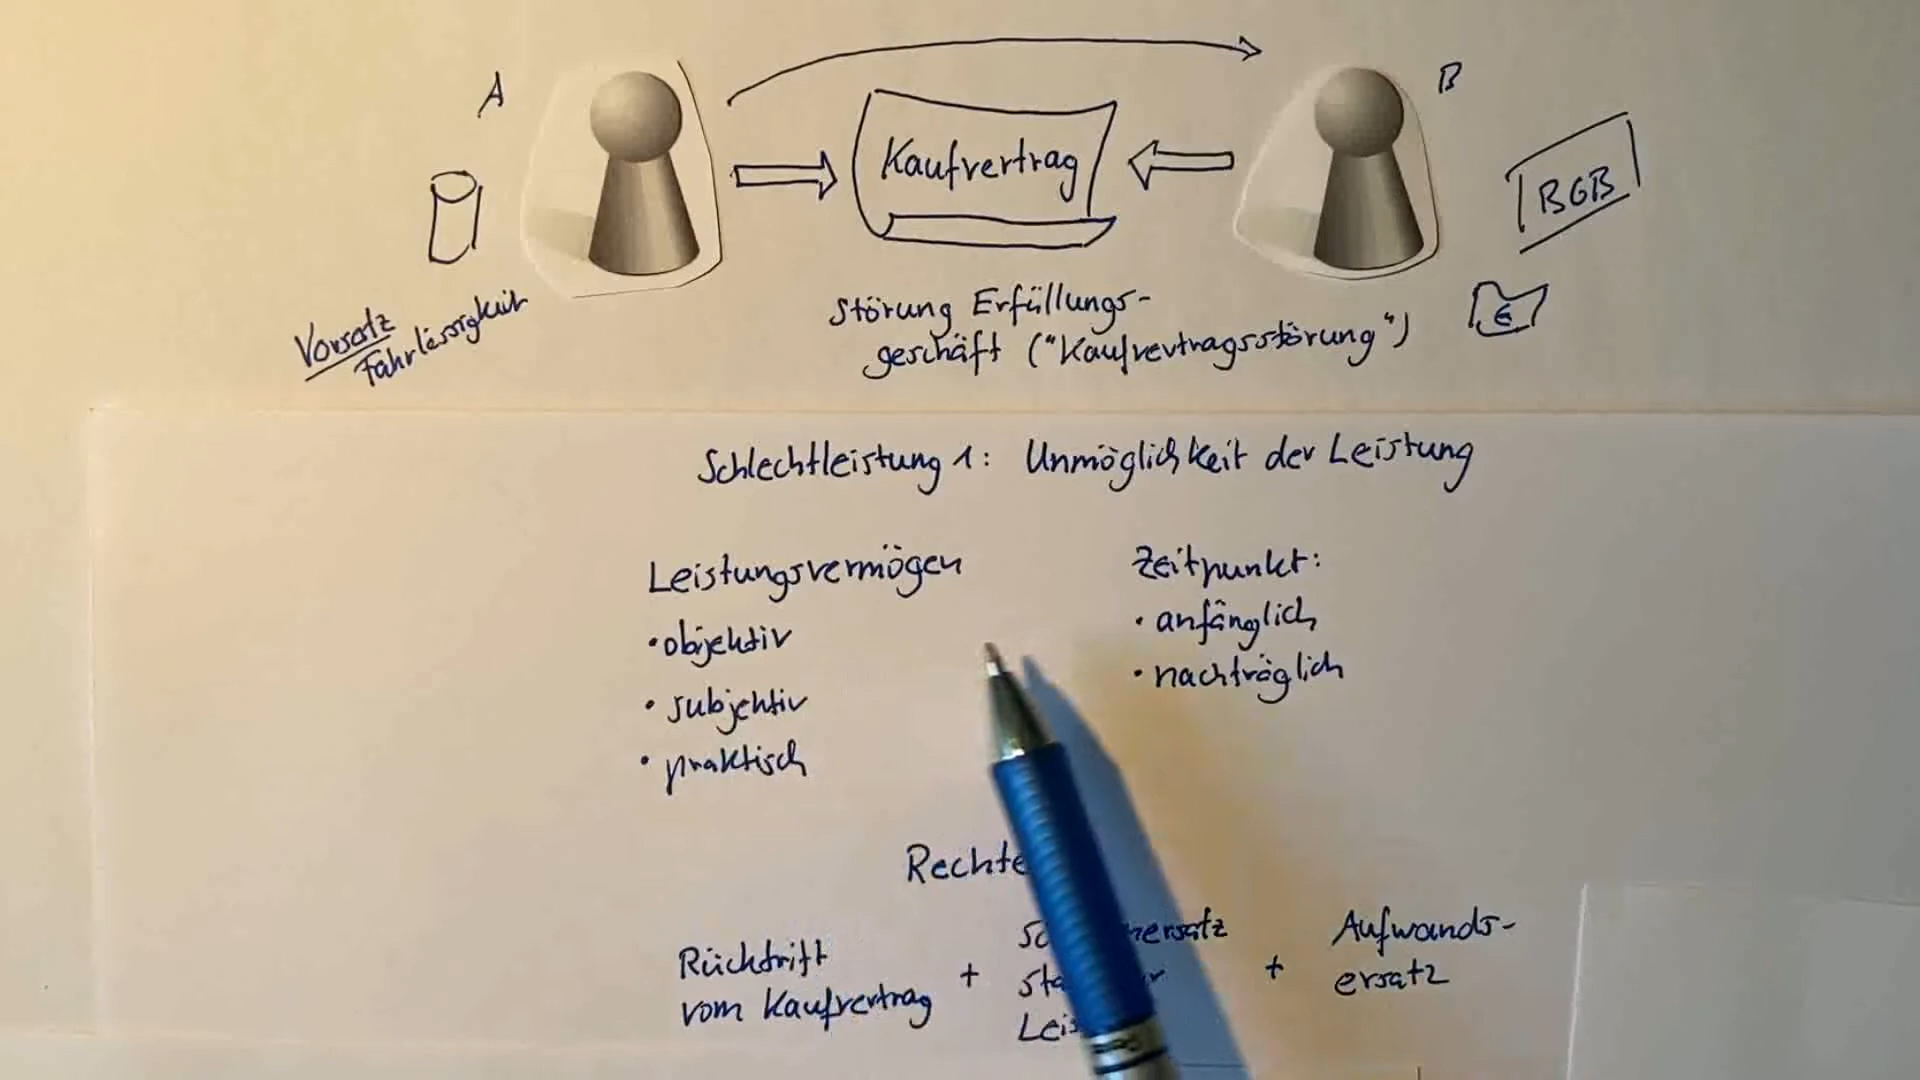 A
B
Kaufvertrag
BGB
€
Vorsatz
Fahrlässigkeit
Störung Erfüllungs-
geschäft ("Kaufvertragsstörung")
Schlechtleistung 1: Unmöglichkeit der Leistung
Leistungsvermögen
• objektiv
• subjektiv
• praktisch
Zeitpunkt:
• anfänglich
• nachträglich
Rechte
Rücktritt
vom Kaufvertrag
+
+
Aufwands-
ersatz